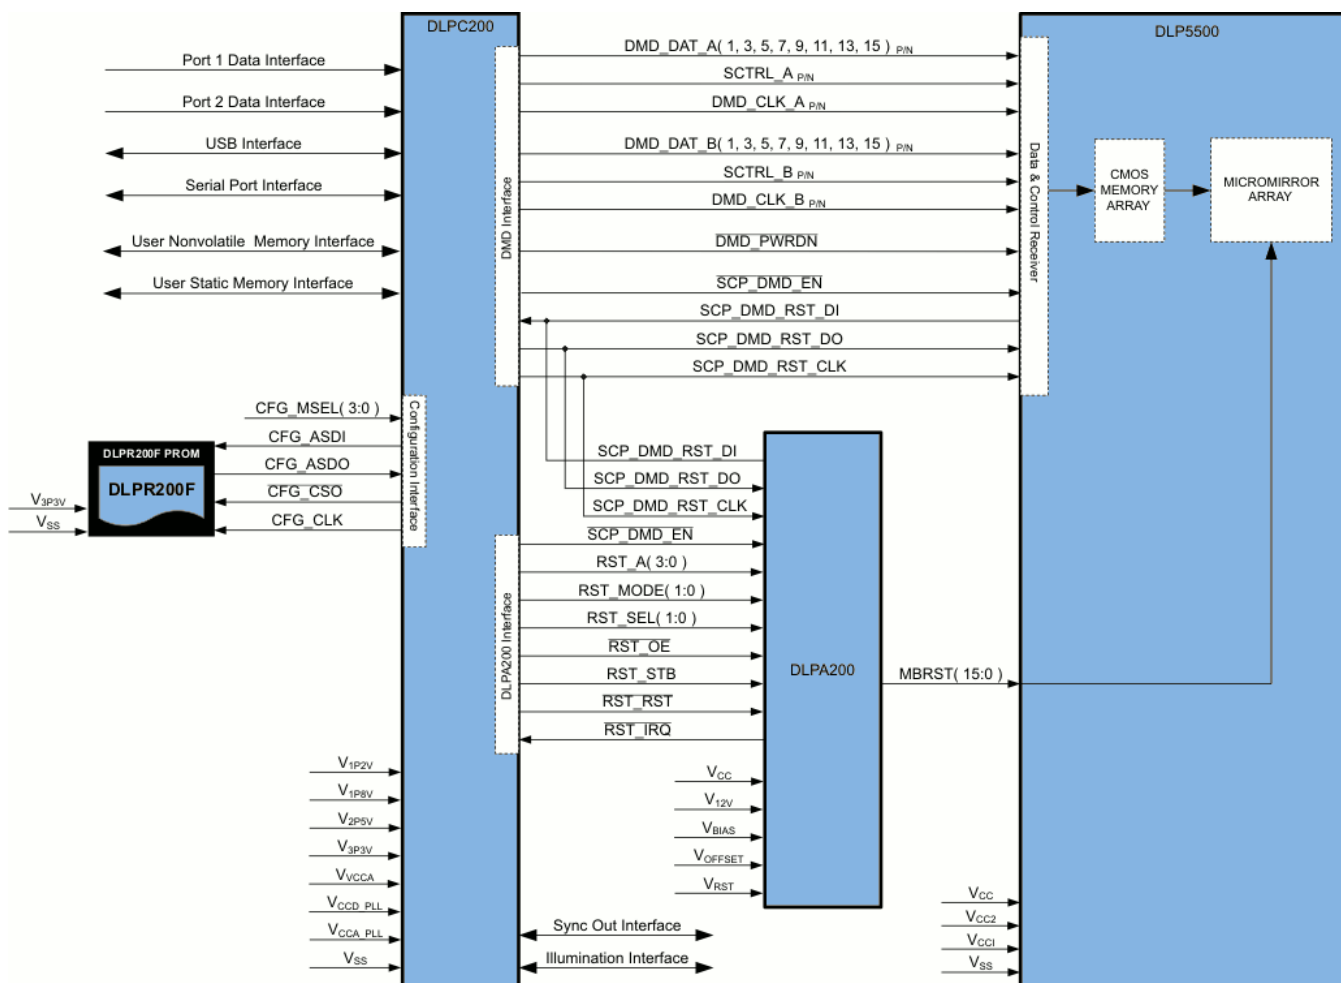 DLPC200
DLP5500
Port 1 Data Interface
Port 2 Data Interface
USB Interface
Serial Port Interface
User Nonvolatile Memory Interface
User Static Memory Interface
DMD Interface
DMD_DAT_A( 1, 3, 5, 7, 9, 11, 13, 15 ) P/N
SCTRL_A P/N
DMD_CLK_A P/N
DMD_DAT_B( 1, 3, 5, 7, 9, 11, 13, 15 ) P/N
SCTRL_B P/N
DMD_CLK_B P/N
DMD_PWRDN
SCP_DMD_EN
SCP_DMD_RST_DI
SCP_DMD_RST_DO
SCP_DMD_RST_CLK
Data & Control Receiver
CMOS
MEMORY
ARRAY
MICROMIRROR
ARRAY
CFG_MSEL( 3:0 )
CFG_ASDI
CFG_ASDO
CFG_CSO
CFG_CLK
Configuration Interface
DLPR200F PROM
DLPR200F
V3P3V
VSS
SCP_DMD_RST_DI
SCP_DMD_RST_DO
SCP_DMD_RST_CLK
SCP_DMD_EN
RST_A( 3:0 )
RST_MODE( 1:0 )
RST_SEL( 1:0 )
RST_OE
RST_STB
RST_RST
RST_IRQ
DLPA200 Interface
DLPA200
MBRST( 15:0 )
V1P2V
V1P8V
V2P5V
V3P3V
VVCCA
VCCD_PLL
VCCA_PLL
VSS
VCC
V12V
VBIAS
VOFFSET
VRST
Sync Out Interface
Illumination Interface
VCC
VCC2
VCCI
VSS